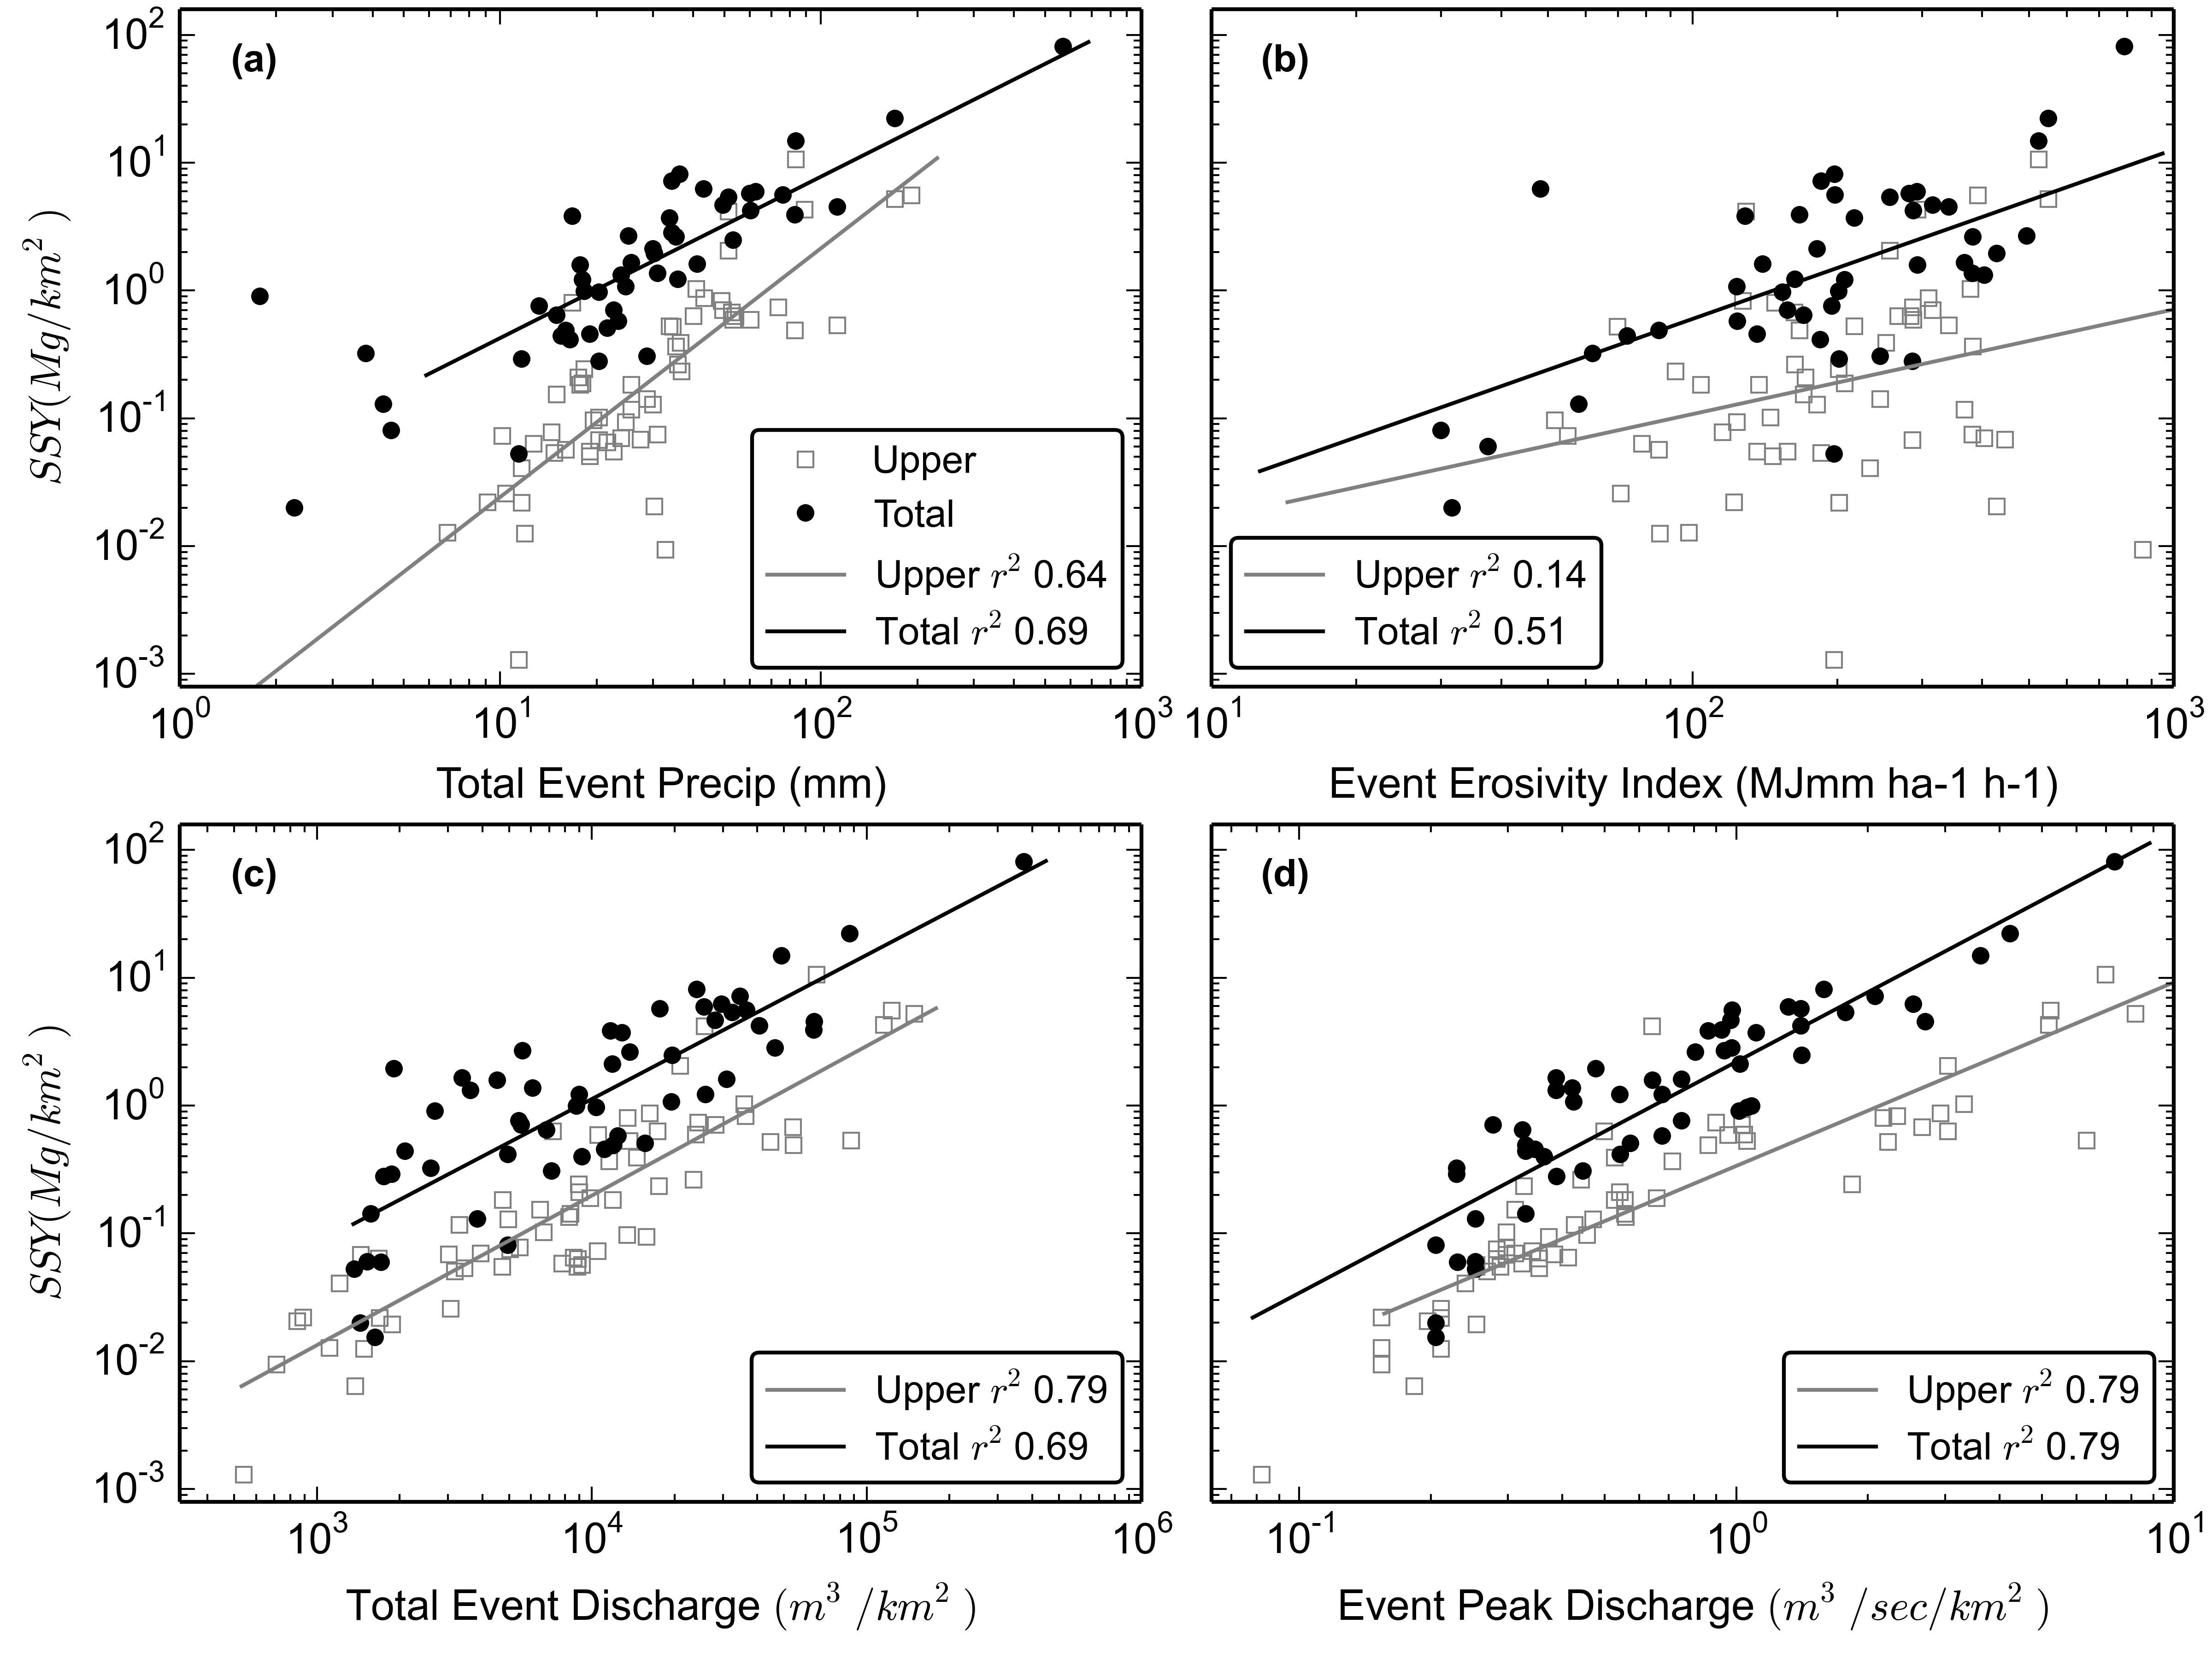 (a)
SSY(Mg/km²)
10² 10¹ 10⁰ 10⁻¹ 10⁻² 10⁻³
Upper
Total
Upper r² 0.64
Total r² 0.69
10⁰ 10¹ 10² 10³
Total Event Precip (mm)
(b)
Upper r² 0.14
Total r² 0.51
10¹ 10² 10³
Event Erosivity Index (MJmm ha-1 h-1)
(c)
SSY(Mg/km²)
10² 10¹ 10⁰ 10⁻¹ 10⁻² 10⁻³
Upper r² 0.79
Total r² 0.69
10³ 10⁴ 10⁵ 10⁶
Total Event Discharge (m³/km²)
(d)
Upper r² 0.79
Total r² 0.79
10⁻¹ 10⁰ 10¹
Event Peak Discharge (m³/sec/km²)